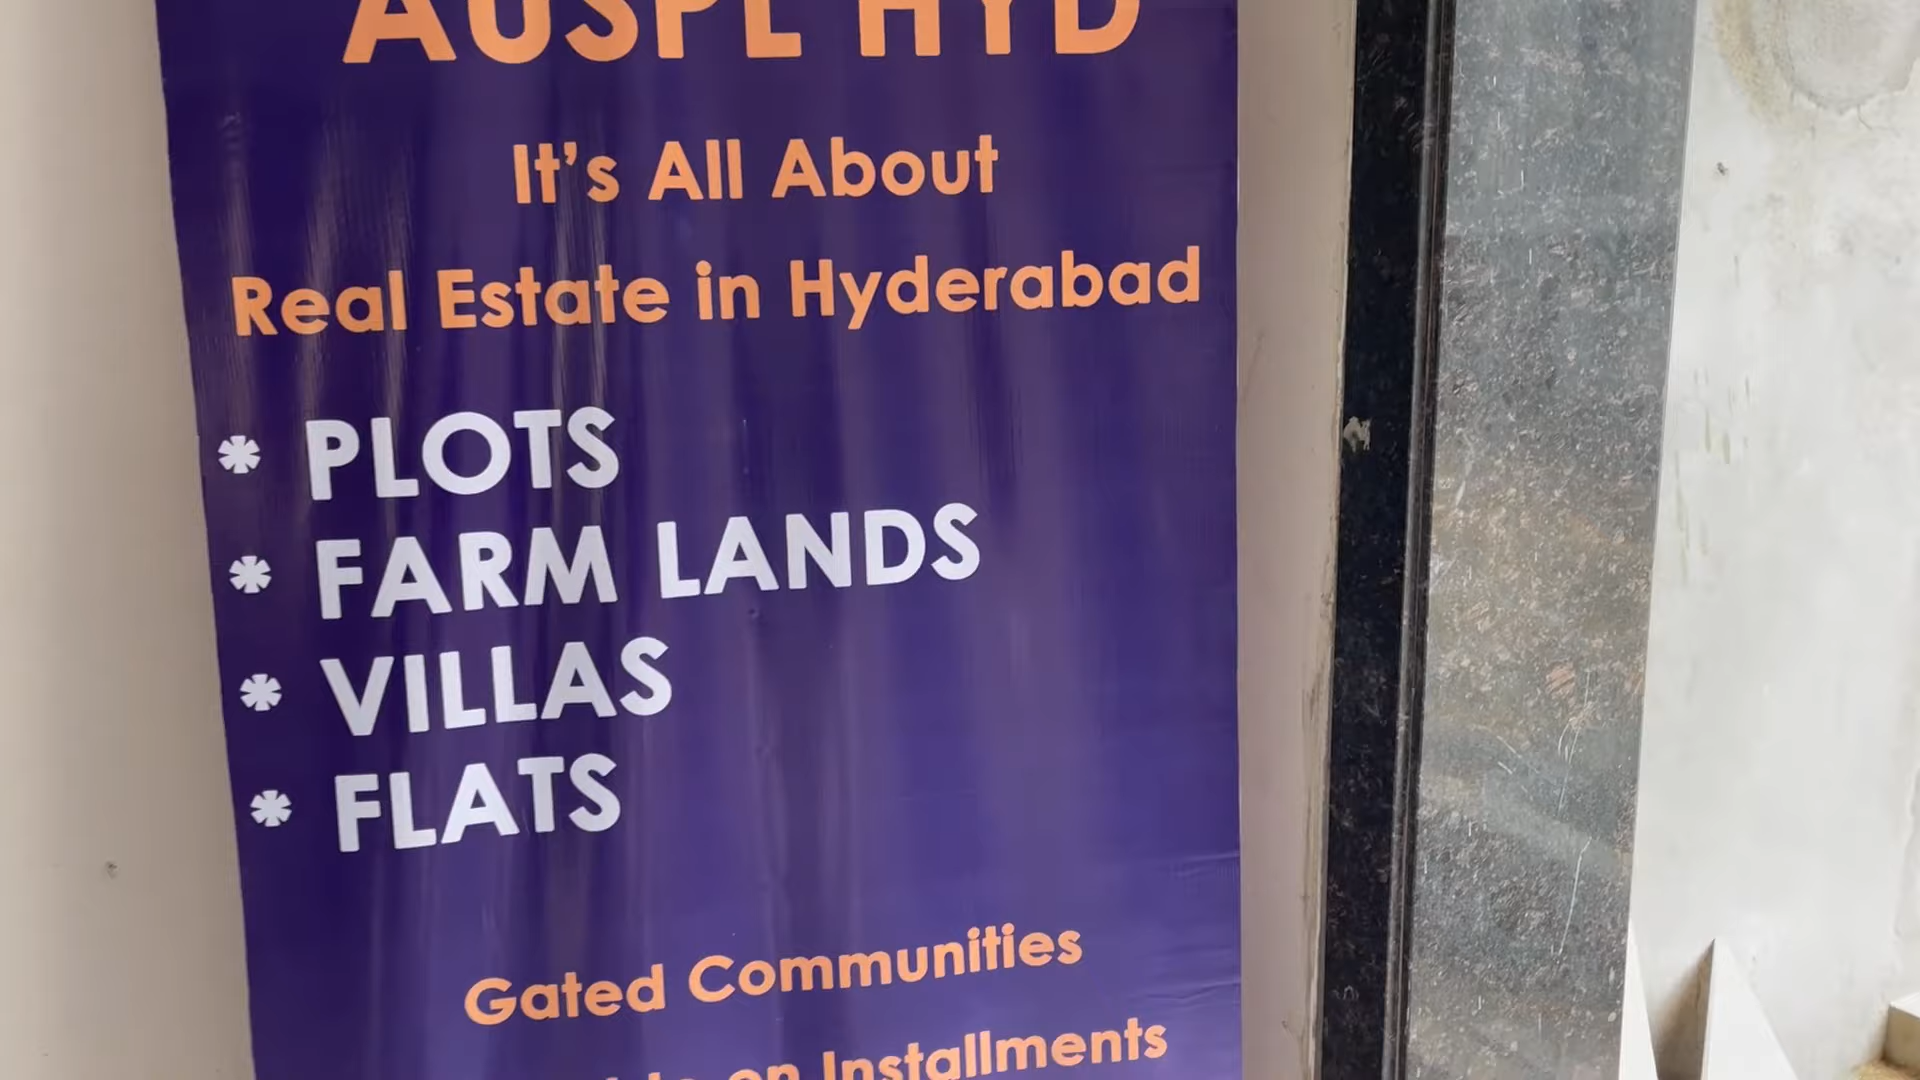 AUSPL HYD
It's All About
Real Estate in Hyderabad
* PLOTS
* FARM LANDS
* VILLAS
* FLATS
Gated Communities
on Installments